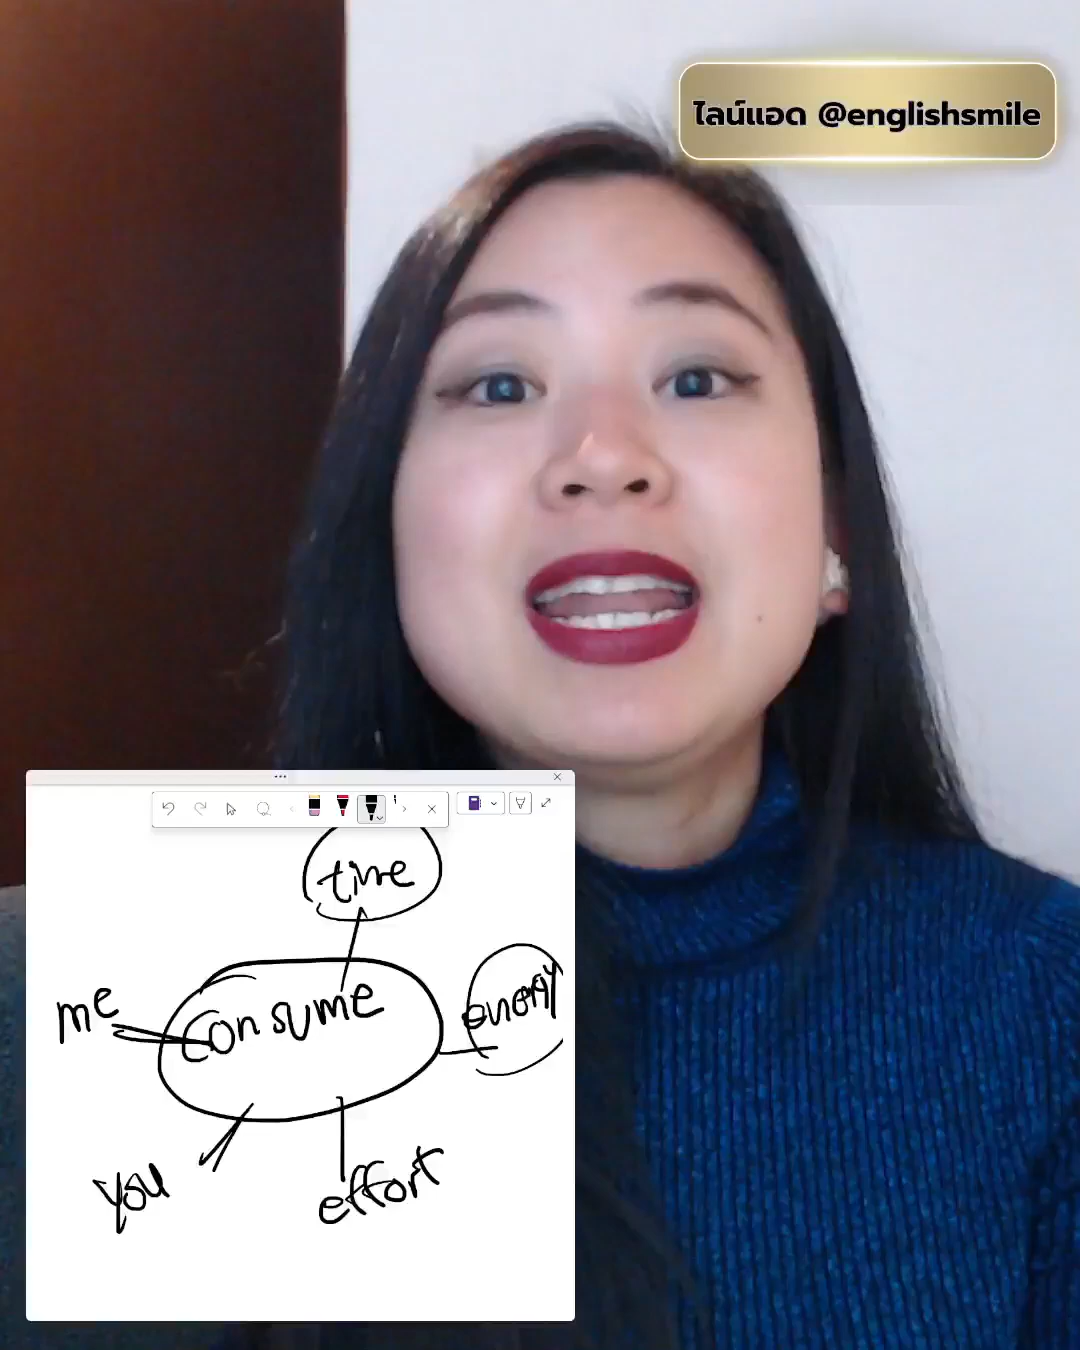 ไลน์แอด @englishsmile
time
consume
energy
me
you
effort